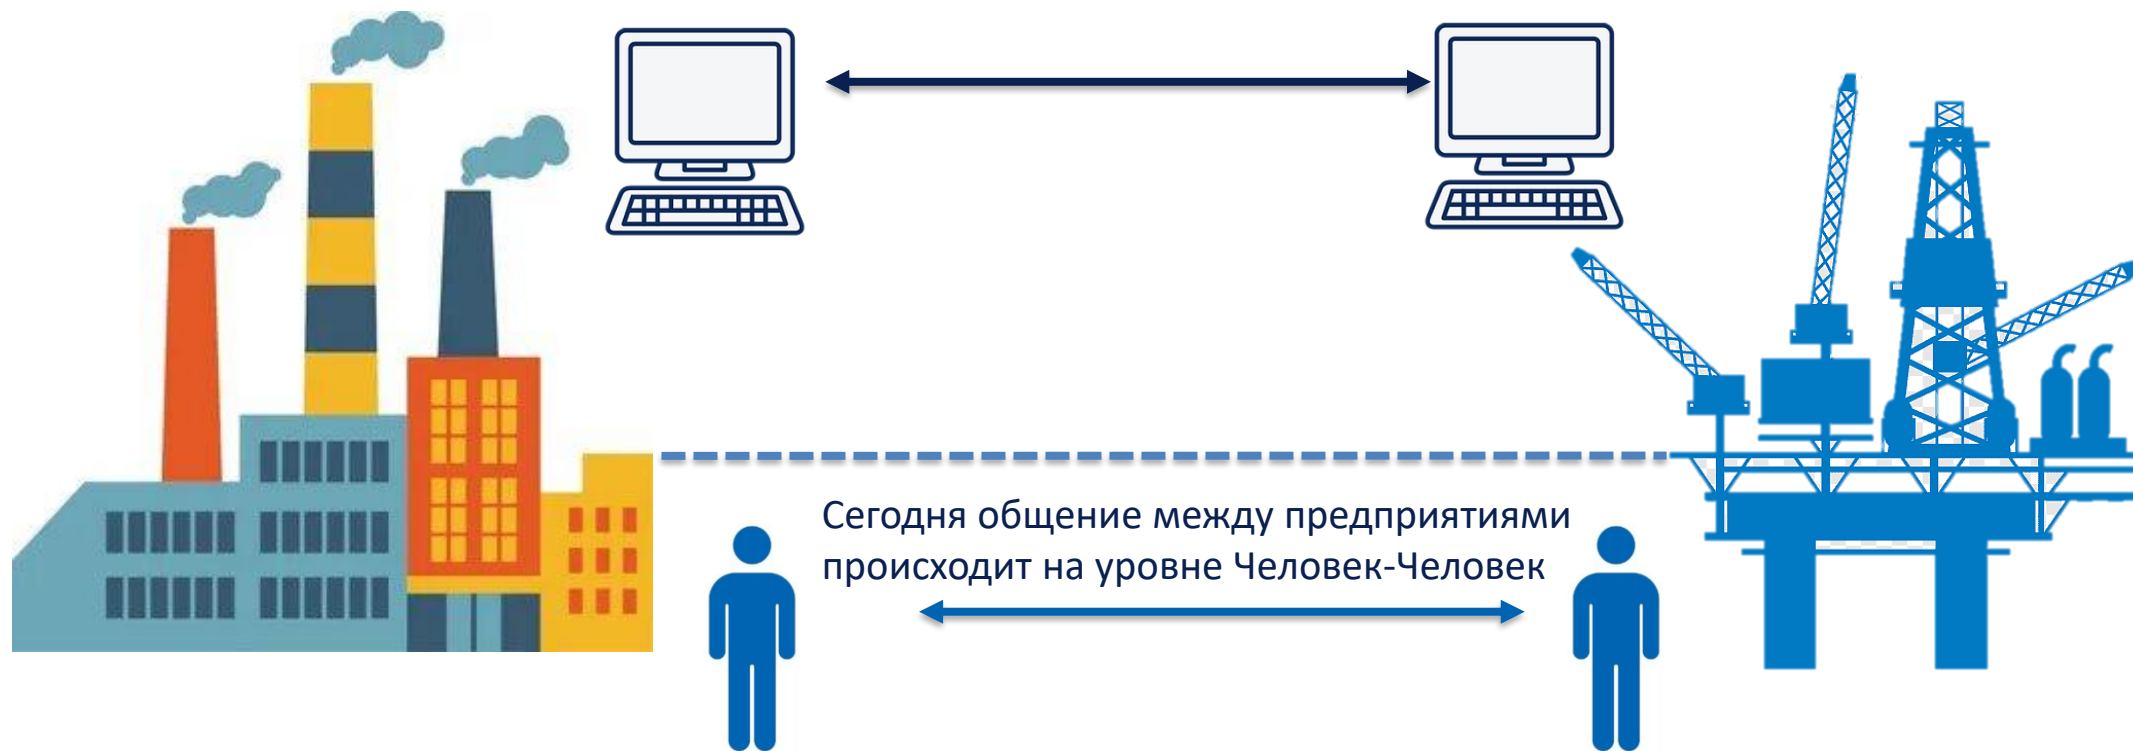 Сегодня общение между предприятиями
происходит на уровне Человек-Человек